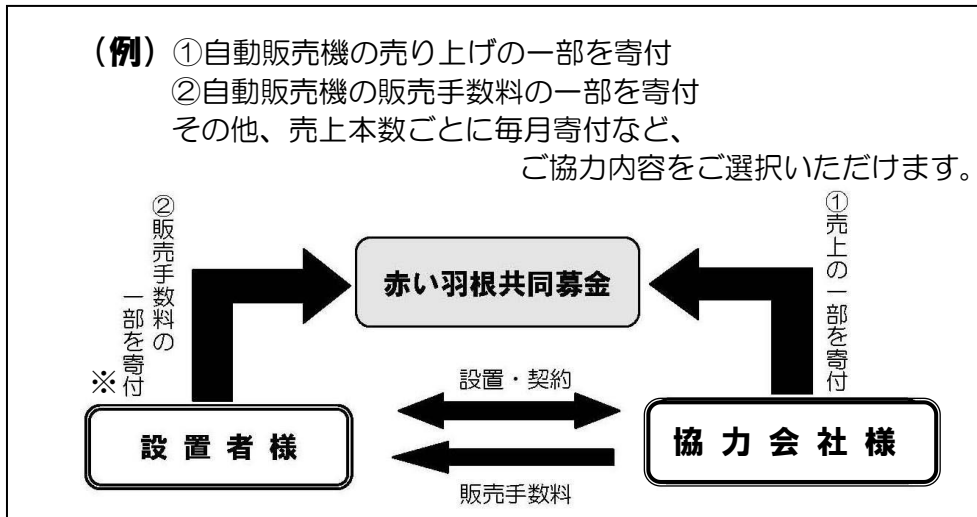 （例）①自動販売機の売り上げの一部を寄付
②自動販売機の販売手数料の一部を寄付
その他、売上本数ごとに毎月寄付など、
ご協力内容をご選択いただけます。
②販売手数料の
一部を寄付
※
赤い羽根共同募金
①売上の一部を寄付
設置・契約
設置者様
協力会社様
販売手数料